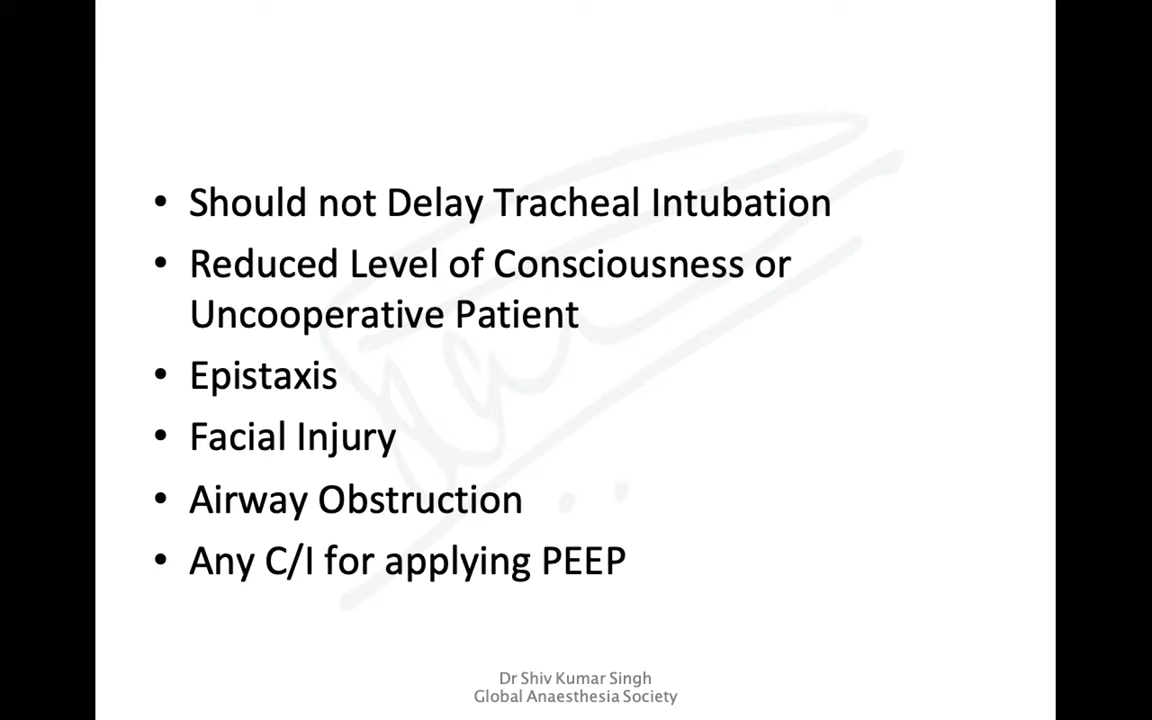 • Should not Delay Tracheal Intubation
• Reduced Level of Consciousness or
Uncooperative Patient
• Epistaxis
• Facial Injury
• Airway Obstruction
• Any C/I for applying PEEP
Dr Shiv Kumar Singh
Global Anaesthesia Society